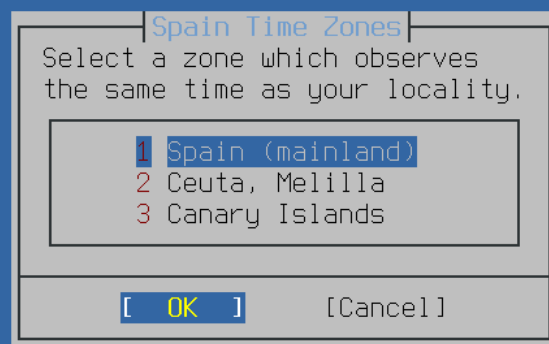 Spain Time Zones
Select a zone which observes
the same time as your locality.
1 Spain (mainland)
2 Ceuta, Melilla
3 Canary Islands
[ OK ] [Cancel]